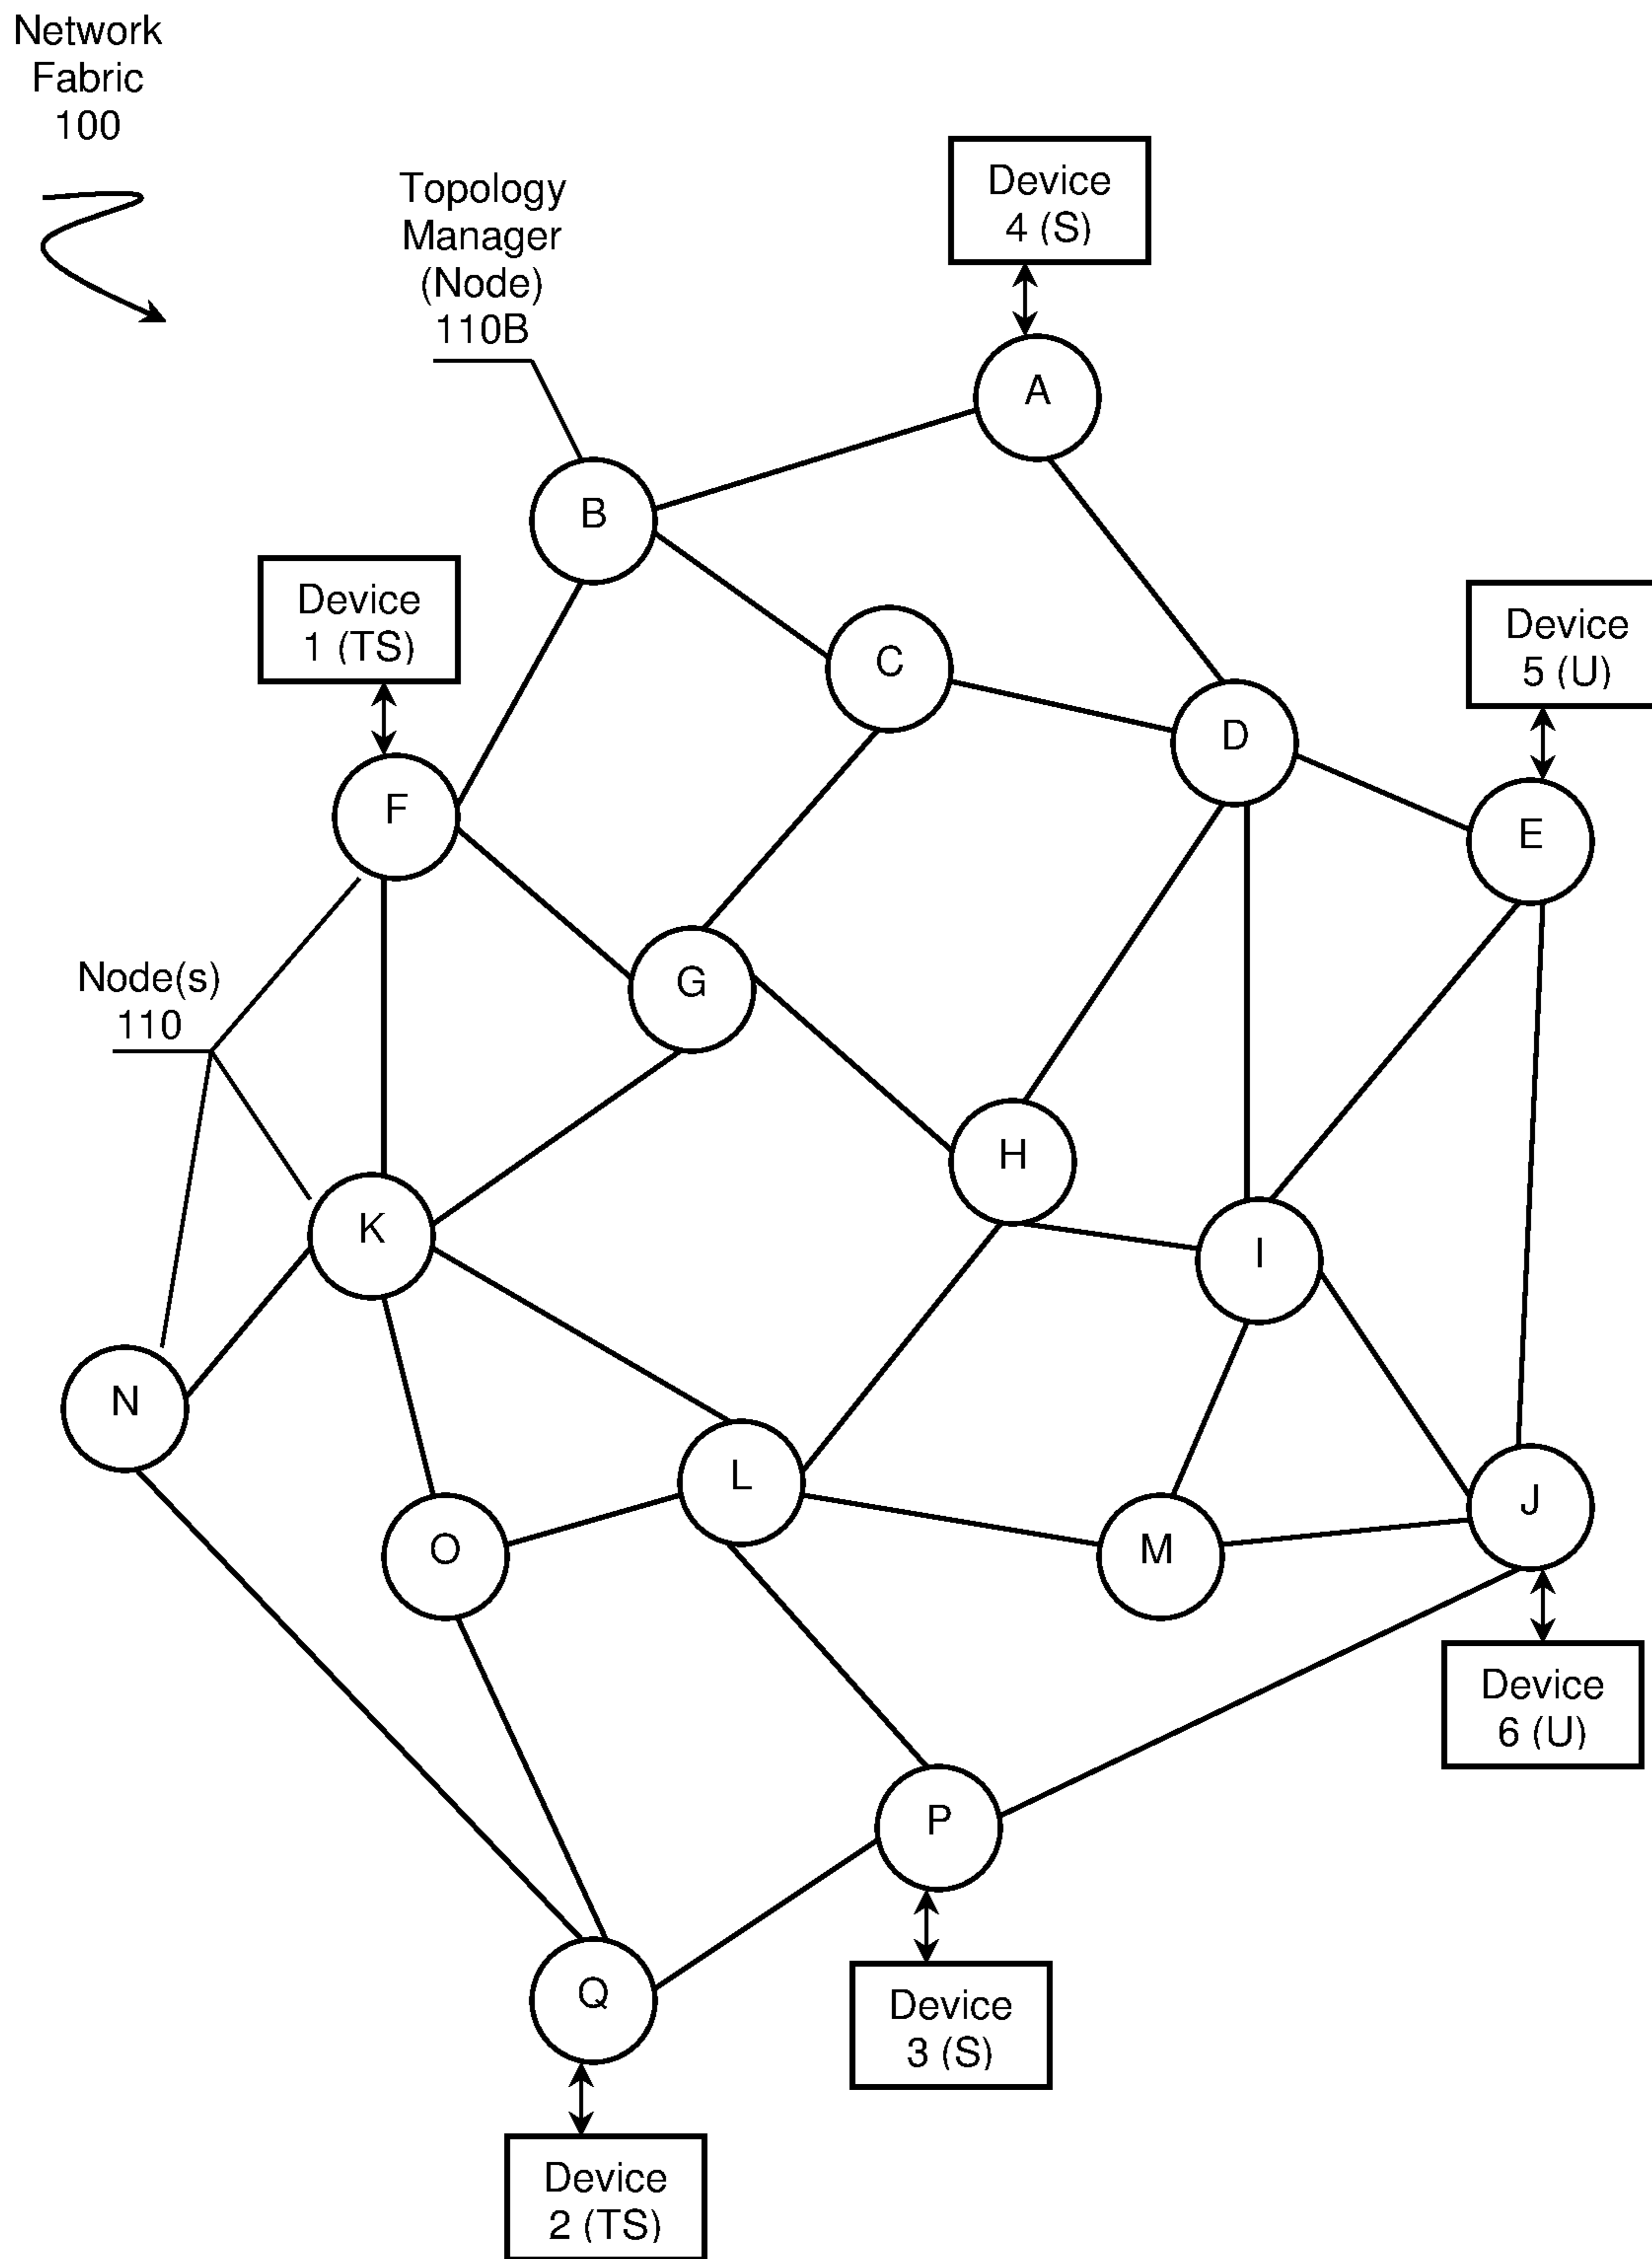 Network
Fabric
100
Topology
Manager
(Node)
110B
Device
4 (S)
A
B
Device
1 (TS)
C
Device
5 (U)
D
F
E
G
Node(s)
110
H
K
I
N
L
J
O
M
Device
6 (U)
P
Q
Device
3 (S)
Device
2 (TS)